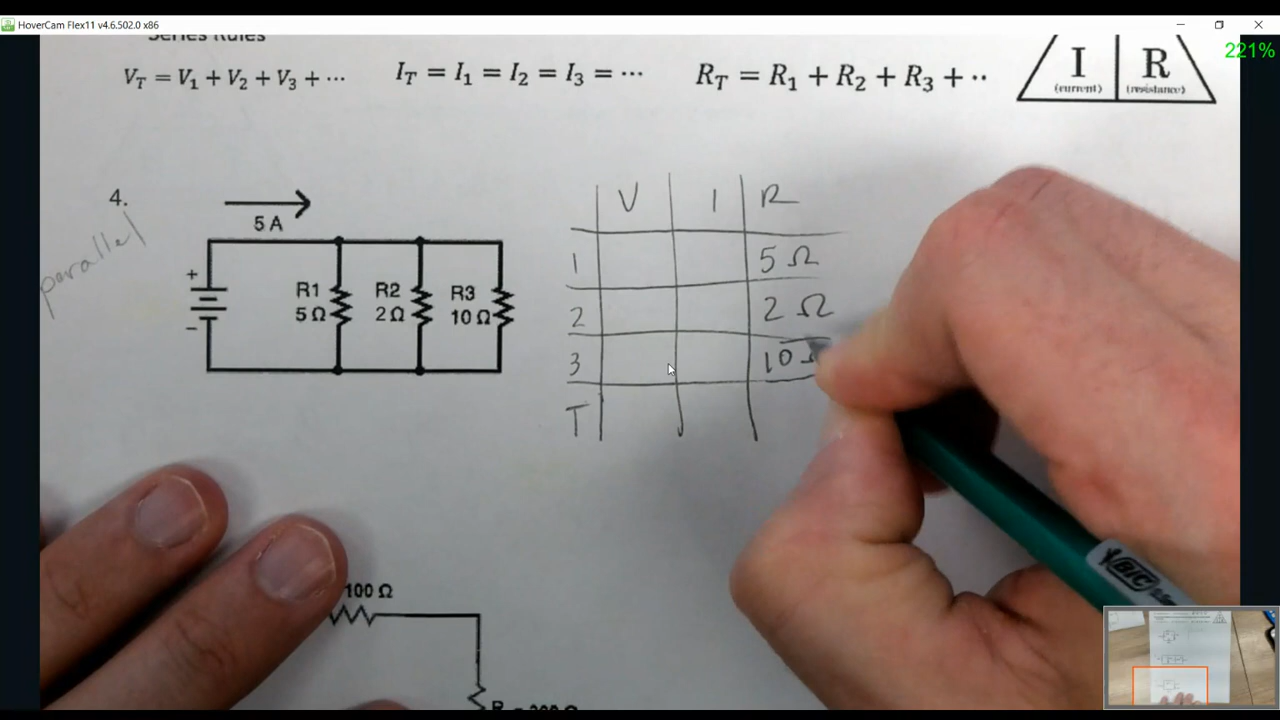 HoverCam Flex11 v4.6.502.0 x86
221%
Series Rules
V_T = V_1 + V_2 + V_3 + ⋯
I_T = I_1 = I_2 = I_3 = ⋯
R_T = R_1 + R_2 + R_3 + ⋯
I R
(current) (resistance)
4.
parallel
5 A
+
−
R1
5 Ω
R2
2 Ω
R3
10 Ω
V I R
1 5 Ω
2 2 Ω
3 10 Ω
T
100 Ω
BIC